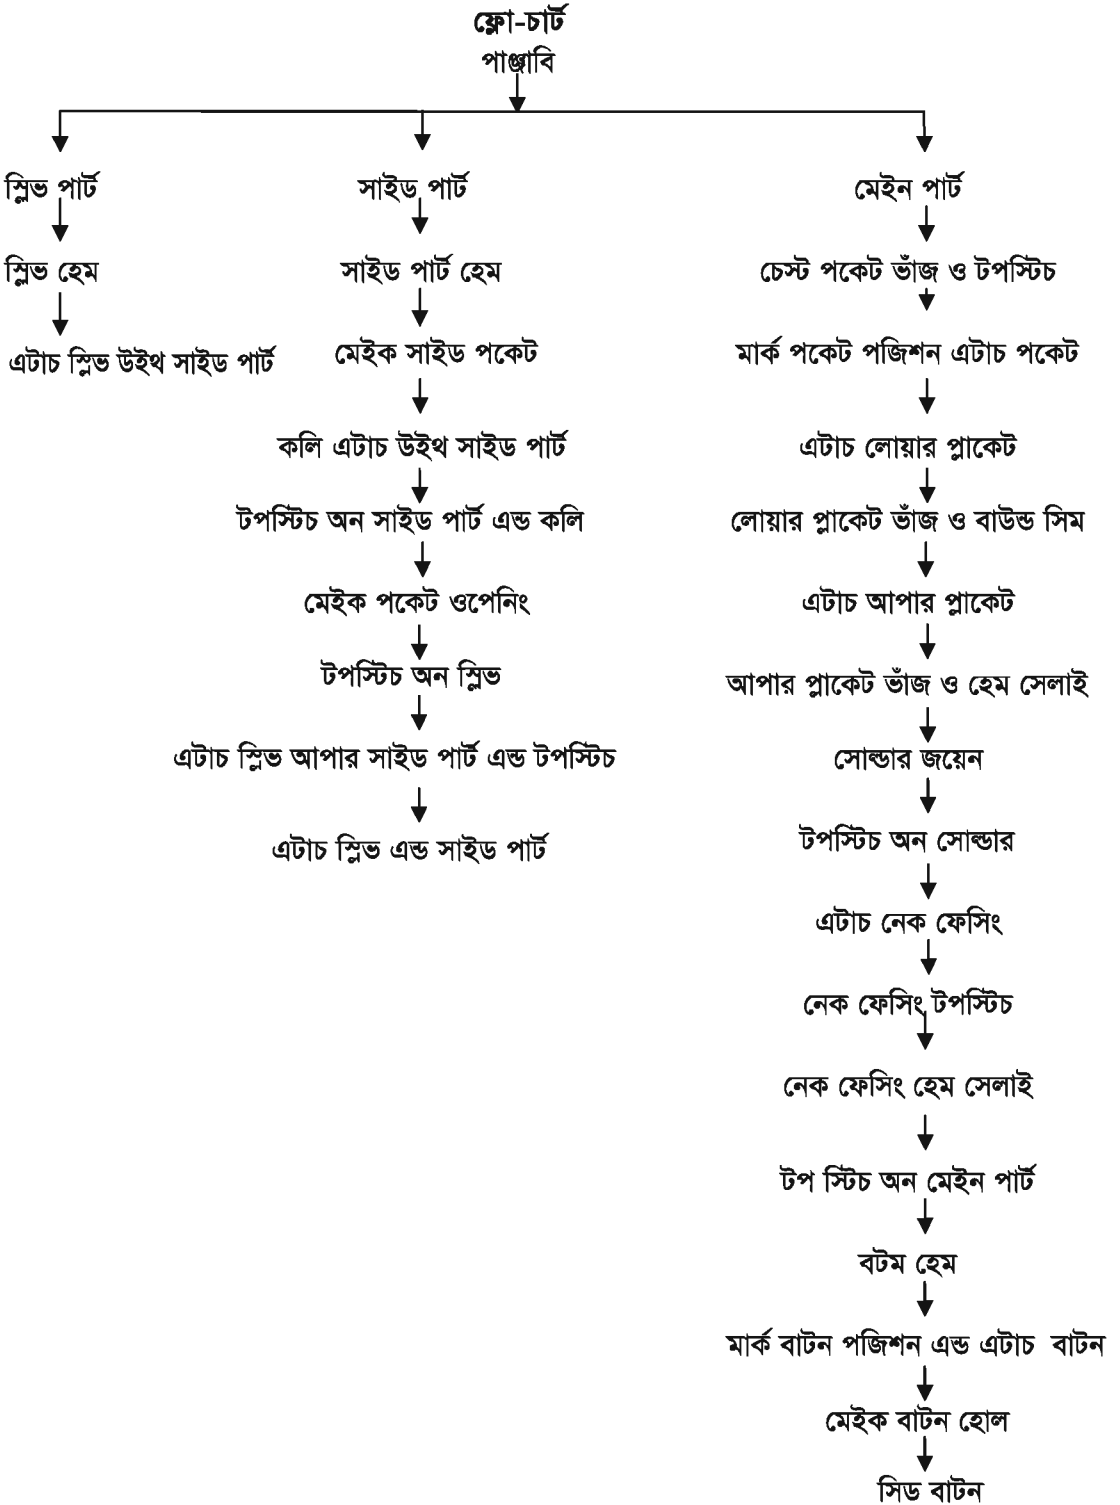 ফ্লো-চার্ট
পাঞ্জাবি
স্লিভ পার্ট
স্লিভ হেম
এটাচ স্লিভ উইথ সাইড পার্ট
সাইড পার্ট
সাইড পার্ট হেম
মেইক সাইড পকেট
কলি এটাচ উইথ সাইড পার্ট
টপস্টিচ অন সাইড পার্ট এন্ড কলি
মেইক পকেট ওপেনিং
টপস্টিচ অন স্লিভ
এটাচ স্লিভ আপার সাইড পার্ট এন্ড টপস্টিচ
এটাচ স্লিভ এন্ড সাইড পার্ট
মেইন পার্ট
চেস্ট পকেট ভাঁজ ও টপস্টিচ
মার্ক পকেট পজিশন এটাচ পকেট
এটাচ লোয়ার প্লাকেট
লোয়ার প্লাকেট ভাঁজ ও বাউন্ড সিম
এটাচ আপার প্লাকেট
আপার প্লাকেট ভাঁজ ও হেম সেলাই
সোল্ডার জয়েন
টপস্টিচ অন সোল্ডার
এটাচ নেক ফেসিং
নেক ফেসিং টপস্টিচ
নেক ফেসিং হেম সেলাই
টপ স্টিচ অন মেইন পার্ট
বটম হেম
মার্ক বাটন পজিশন এন্ড এটাচ বাটন
মেইক বাটন হোল
সিড বাটন